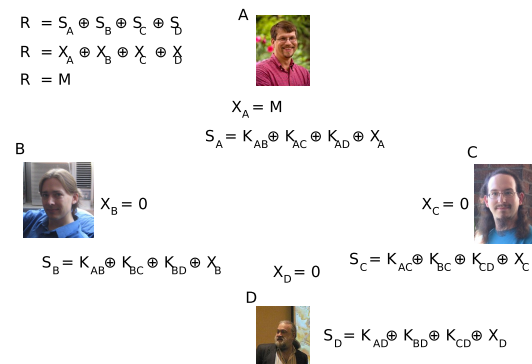 R = S_A ⊕ S_B ⊕ S_C ⊕ S_D
R = X_A ⊕ X_B ⊕ X_C ⊕ X_D
R = M
A
X_A = M
S_A = K_AB ⊕ K_AC ⊕ K_AD ⊕ X_A
B
X_B = 0
S_B = K_AB ⊕ K_BC ⊕ K_BD ⊕ X_B
C
X_C = 0
S_C = K_AC ⊕ K_BC ⊕ K_CD ⊕ X_C
X_D = 0
D
S_D = K_AD ⊕ K_BD ⊕ K_CD ⊕ X_D